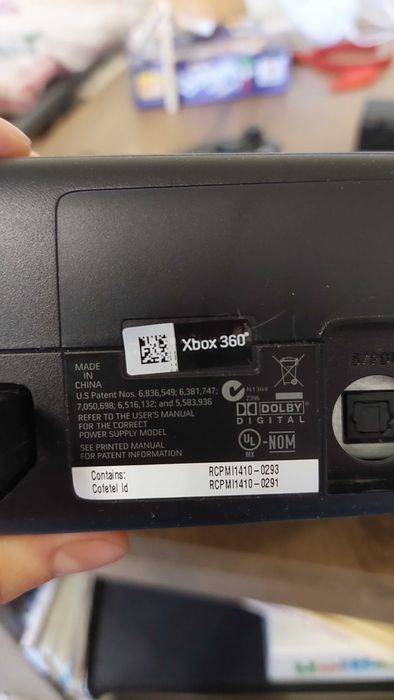 Xbox 360®
MADE
IN
CHINA
U.S Patent Nos. 6,836,549; 6,381,747;
7,050,698; 6,516,132; and 5,583,936
REFER TO THE USER'S MANUAL
FOR THE CORRECT
POWER SUPPLY MODEL
SEE PRINTED MANUAL
FOR PATENT INFORMATION
N1364
Z396
DOLBY
DIGITAL
UL
-NOM
Contains: RCPMI1410-0293
Cofetel Id RCPMI1410-0291